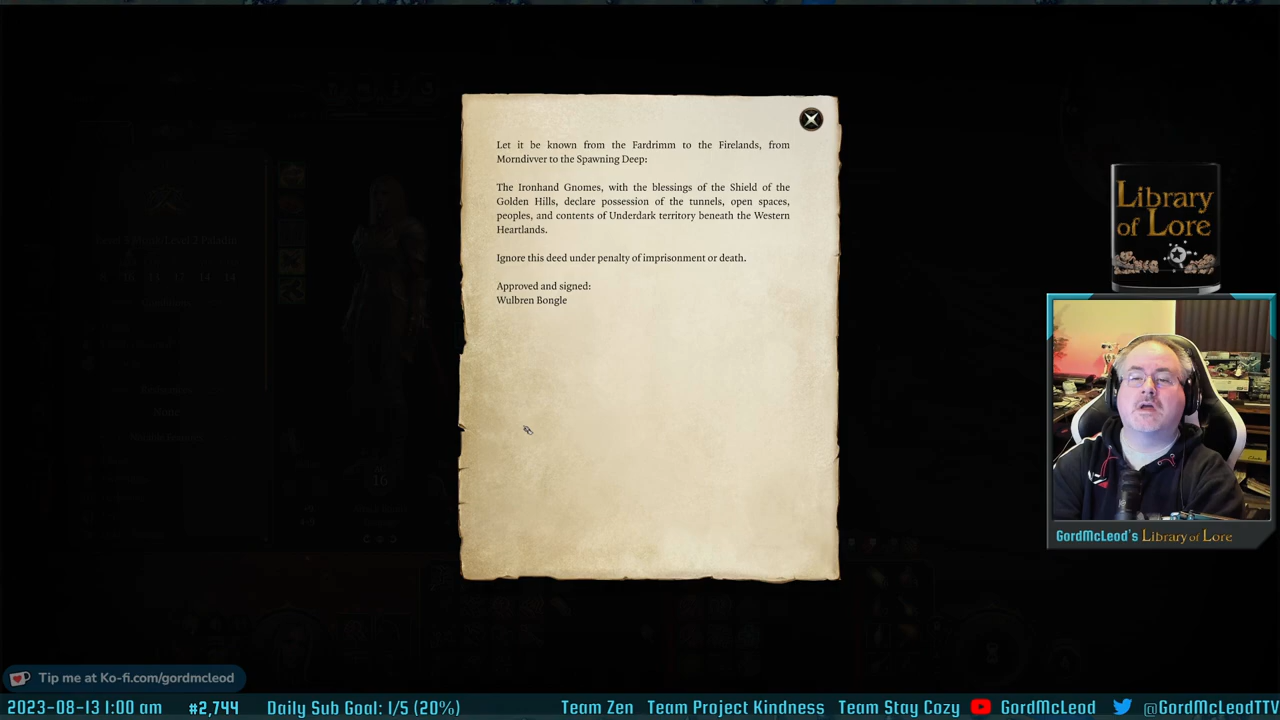 Let it be known from the Fardrimm to the Firelands, from
Morndivver to the Spawning Deep:
The Ironhand Gnomes, with the blessings of the Shield of the
Golden Hills, declare possession of the tunnels, open spaces,
peoples, and contents of Underdark territory beneath the Western
Heartlands.
Ignore this deed under penalty of imprisonment or death.
Approved and signed:
Wulbren Bongle
Library
of Lore
GordMcLeod's Library of Lore
Tip me at Ko-fi.com/gordmcleod
2023-08-13 1:00 am #2,744 Daily Sub Goal: 1/5 (20%) Team Zen Team Project Kindness Team Stay Cozy GordMcLeod @GordMcLeodTTV